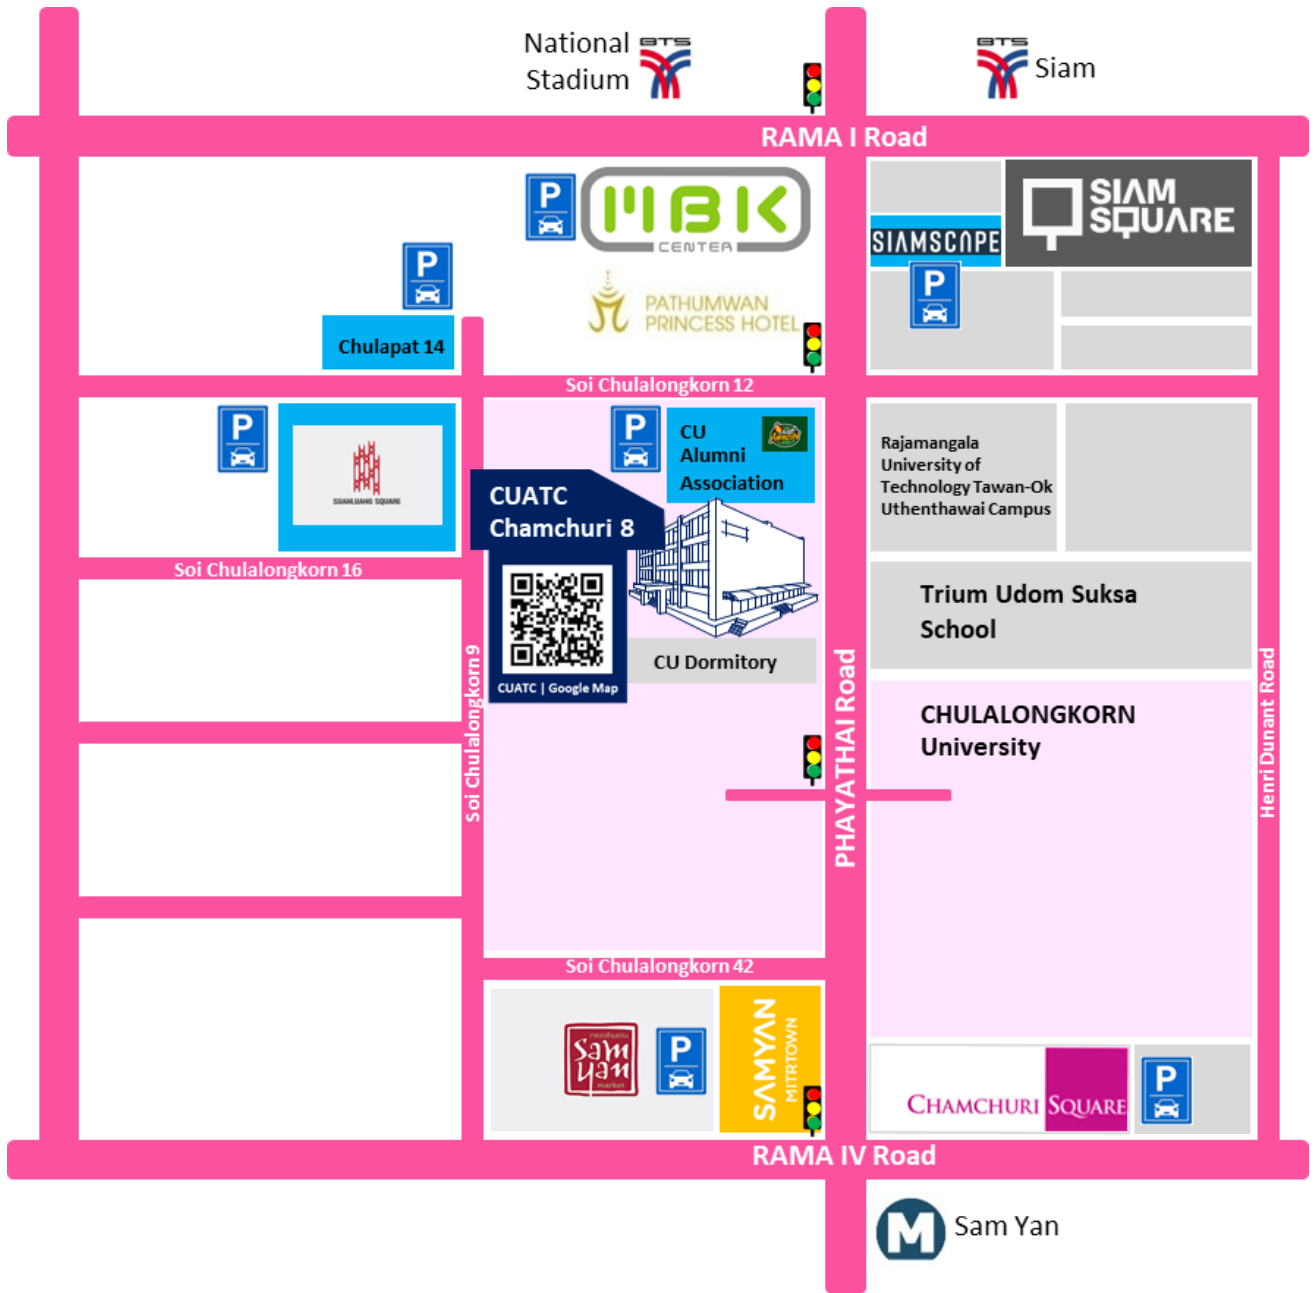 National
Stadium
BTS
BTS
Siam
RAMA I Road
P
MBK
CENTER
SIAM
SQUARE
SIAMSCAPE
P
P
PATHUMWAN
PRINCESS HOTEL
Chulapat 14
Soi Chulalongkorn 12
P
SUANLUANG SQUARE
P
CU
Alumni
Association
Rajamangala
University of
Technology Tawan-Ok
Uthenthawai Campus
CUATC
Chamchuri 8
Soi Chulalongkorn 16
Trium Udom Suksa
School
CU Dormitory
CUATC | Google Map
Soi Chulalongkorn 9
PHAYATHAI Road
Henri Dunant Road
CHULALONGKORN
University
Soi Chulalongkorn 42
Sam
yan
market
P
SAMYAN
MITRTOWN
CHAMCHURI SQUARE
P
RAMA IV Road
M
Sam Yan